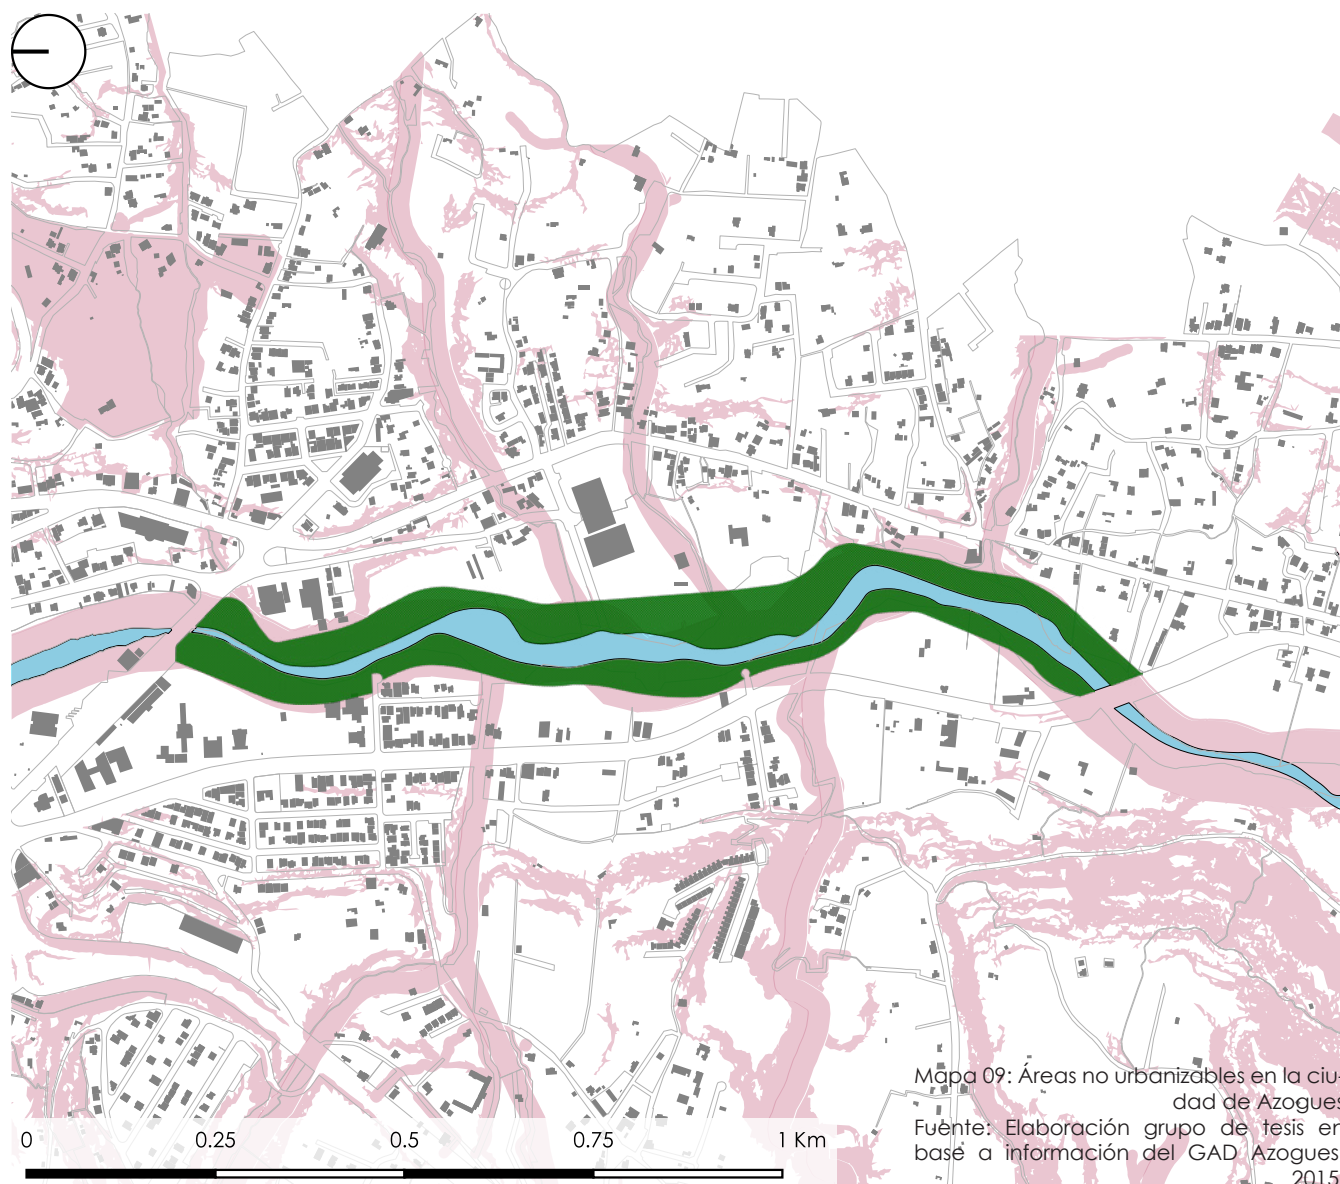 0 0.25 0.5 0.75 1 Km
Mapa 09: Áreas no urbanizables en la ciu-
dad de Azogues
Fuente: Elaboración grupo de tesis en
base a información del GAD Azogues
2015